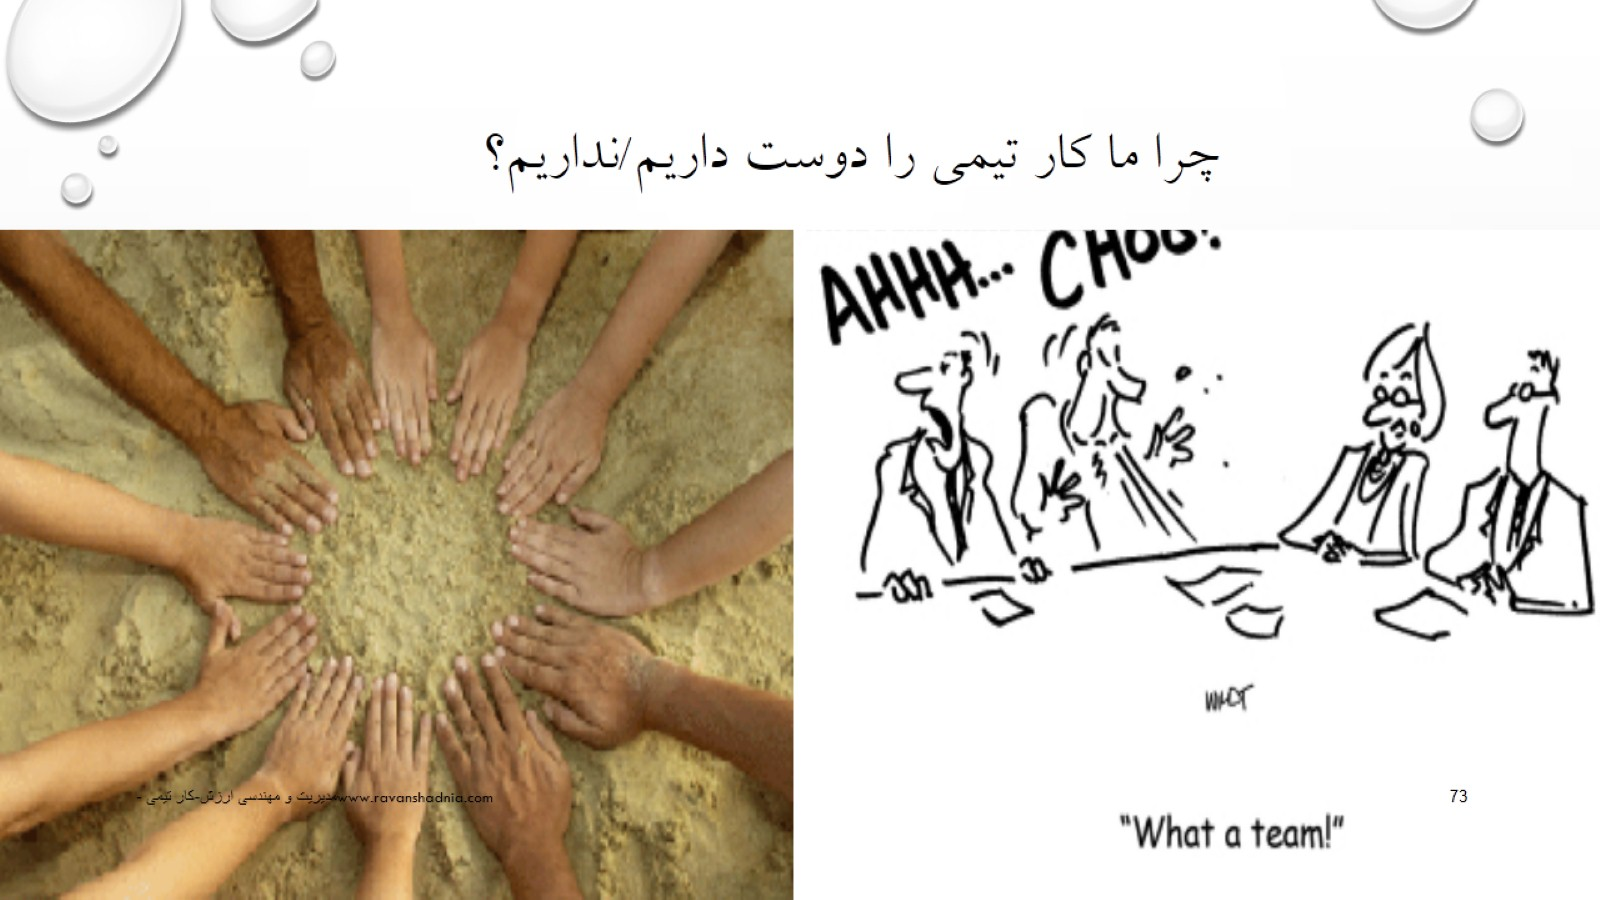 چرا ما کار تیمی را دوست داریم/نداریم؟
AHHH... CHOO!
مدیریت و مهندسی ارزش-کار تیمی - www.ravanshadnia.com
73
"What a team!"